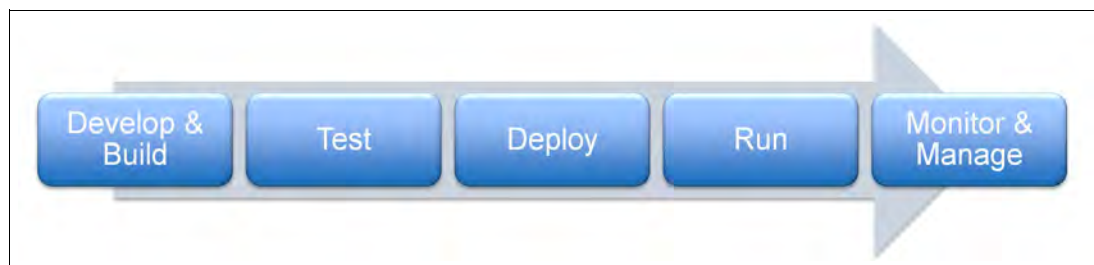 Develop &
Build
Test
Deploy
Run
Monitor &
Manage